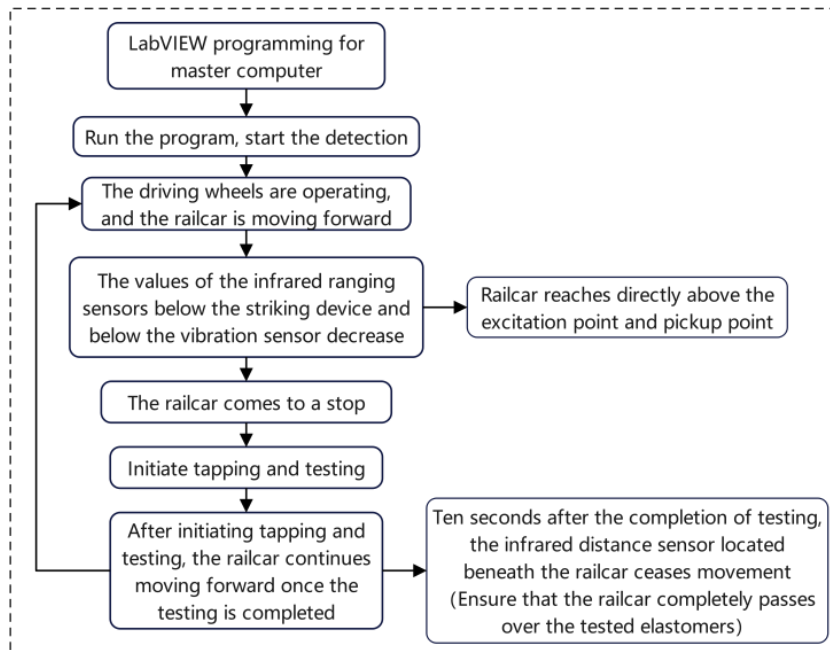 LabVIEW programming for
master computer
Run the program, start the detection
The driving wheels are operating,
and the railcar is moving forward
The values of the infrared ranging
sensors below the striking device and
below the vibration sensor decrease
Railcar reaches directly above the
excitation point and pickup point
The railcar comes to a stop
Initiate tapping and testing
After initiating tapping and
testing, the railcar continues
moving forward once the
testing is completed
Ten seconds after the completion of testing,
the infrared distance sensor located
beneath the railcar ceases movement
(Ensure that the railcar completely passes
over the tested elastomers)